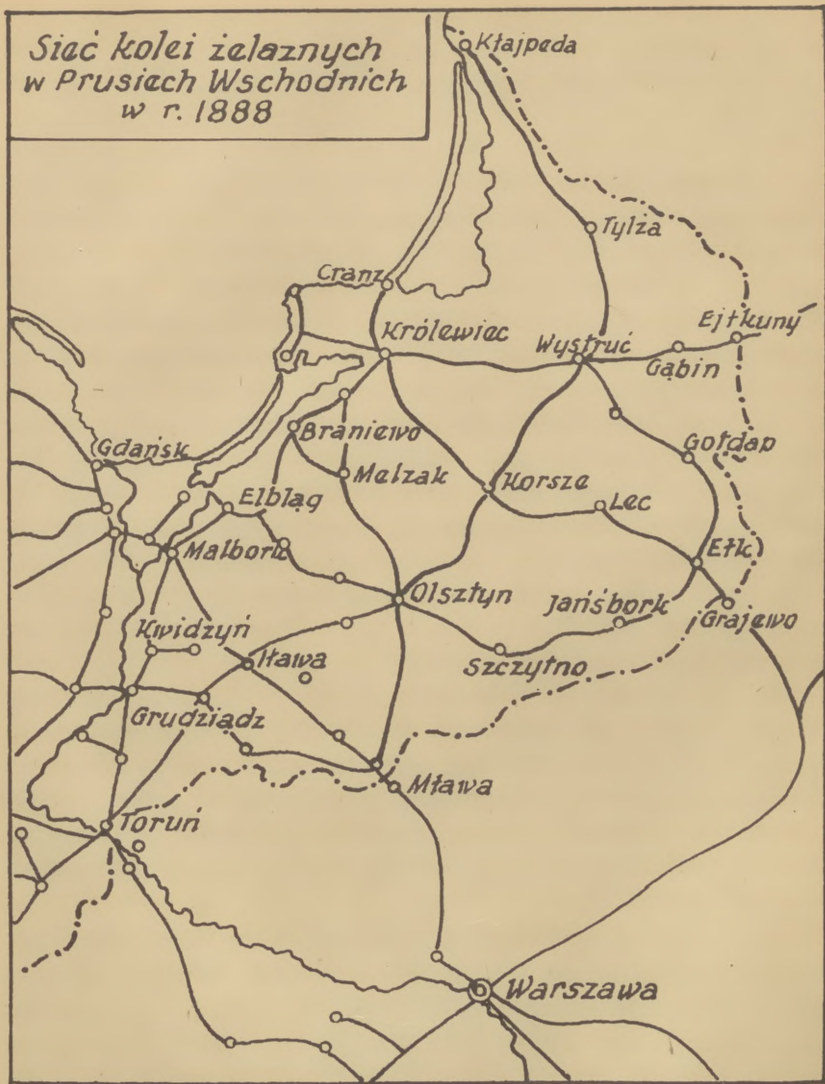 Sieć kolei żelaznych
w Prusiech Wschodnich
w r. 1888
Kłajpeda
Tylża
Cranz
Królewiec
Wystruć
Ejtkuny
Gąbin
Braniewo
Gołdap
Gdańsk
Melzak
Korsze
Elbląg
Lec
Malbork
Ełk
Olsztyn
Jańsbork
Grajewo
Kwidzyń
Iława
Szczytno
Grudziądz
Mława
Toruń
Warszawa